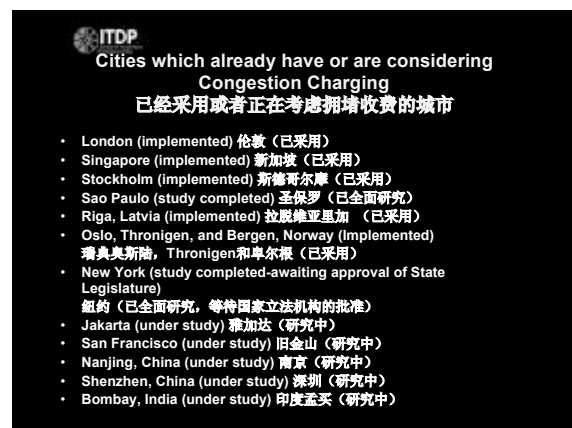 ITDP
Cities which already have or are considering
Congestion Charging
已经采用或者正在考虑拥堵收费的城市
• London (implemented) 伦敦（已采用）
• Singapore (implemented) 新加坡（已采用）
• Stockholm (implemented) 斯德哥尔摩（已采用）
• Sao Paulo (study completed) 圣保罗（已全面研究）
• Riga, Latvia (implemented) 拉脱维亚里加 （已采用）
• Oslo, Thronigen, and Bergen, Norway (Implemented)
瑞典奥斯陆，Thronigen和卑尔根（已采用）
• New York (study completed-awaiting approval of State
Legislature)
纽约（已全面研究，等待国家立法机构的批准）
• Jakarta (under study) 雅加达（研究中）
• San Francisco (under study) 旧金山（研究中）
• Nanjing, China (under study) 南京（研究中）
• Shenzhen, China (under study) 深圳（研究中）
• Bombay, India (under study) 印度孟买（研究中）